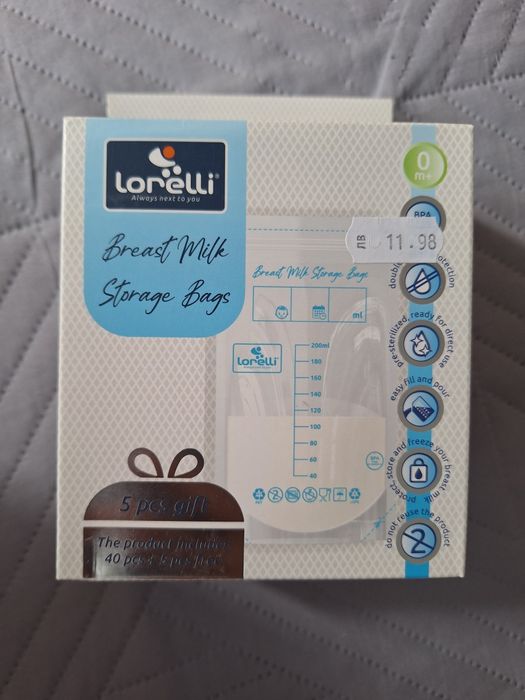 Lorelli
Always next to you
Breast Milk
Storage Bags
0
m+
BPA
ЛВ 11.98
pre-sterilized, ready for direct use
easy fill and pour
protect, store and freeze your breast milk
do not reuse the product
2
Breast Milk Storage Bags
ml
Lorelli
200ml
180
160
140
120
100
80
60
40
BPA
5 pcs gift
The product includes
40 pcs + 5 pcs free